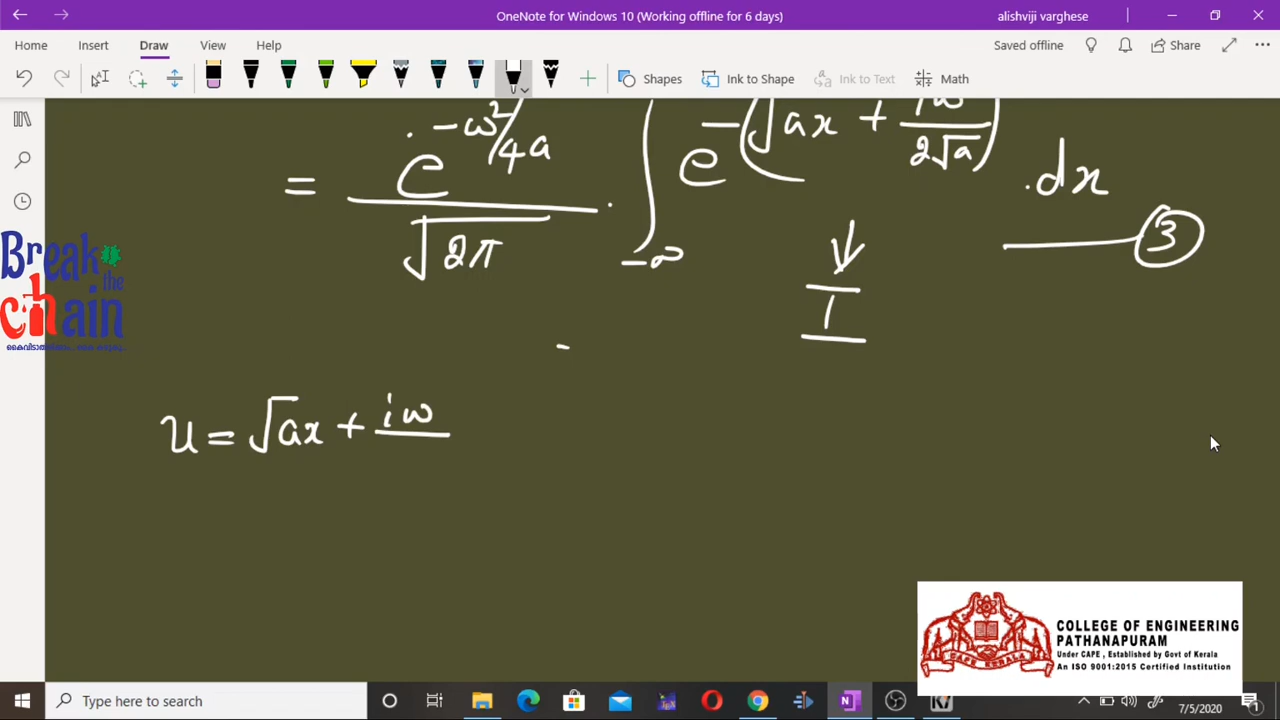 OneNote for Windows 10 (Working offline for 6 days)
alishviji varghese
Home Insert Draw View Help
Saved offline
Share
Shapes
Ink to Shape
Ink to Text
Math
= e^{-ω²/4a} / √2π . ∫_{-∞} e^{-(√ax + iω/2√a)} .dx
③
↓
I
-
u = √ax + iω
Break
the
chain
COLLEGE OF ENGINEERING
PATHANAPURAM
Under CAPE , Established by Govt of Kerala
An ISO 9001:2015 Certified Institution
Type here to search
7/5/2020